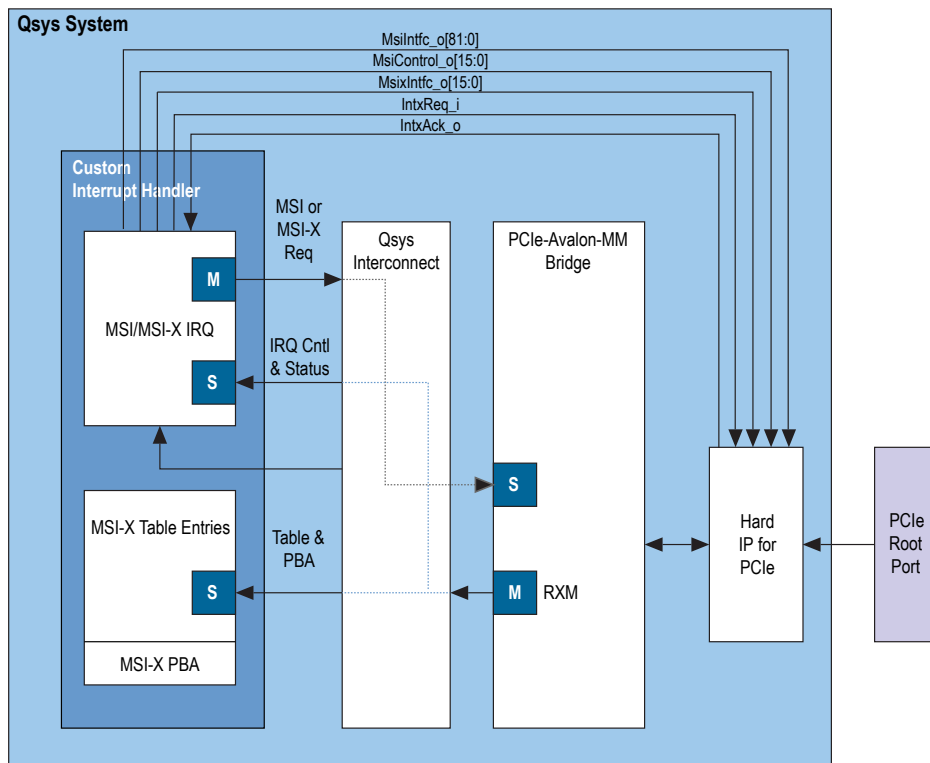 Qsys System
MsiIntfc_o[81:0]
MsiControl_o[15:0]
MsixIntfc_o[15:0]
IntxReq_i
IntxAck_o
Custom
Interrupt Handler
MSI or
MSI-X
Req
Qsys
Interconnect
PCIe-Avalon-MM
Bridge
M
MSI/MSI-X IRQ
IRQ Cntl
& Status
S
S
MSI-X Table Entries
Table &
PBA
Hard
IP for
PCIe
PCIe
Root
Port
S
M
RXM
MSI-X PBA